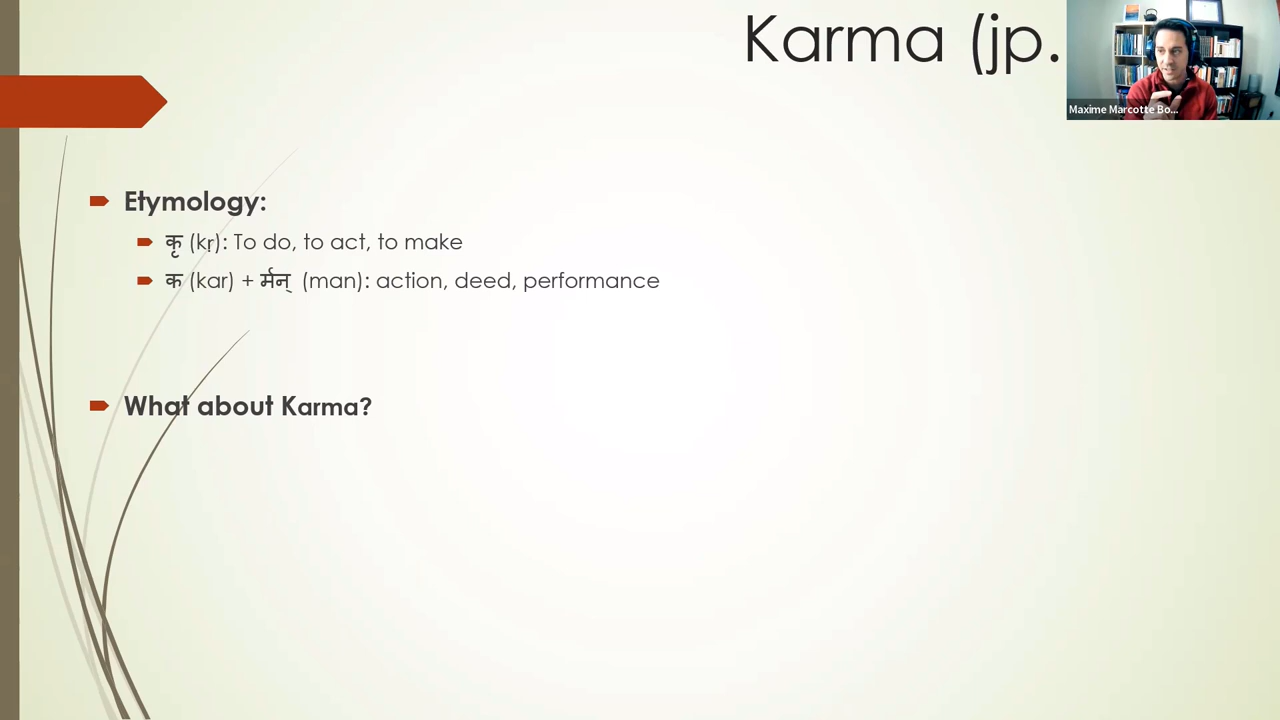 Karma (jp.
Maxime Marcotte Bo...
Etymology:
कृ (kṛ): To do, to act, to make
क (kar) + र्मन् (man): action, deed, performance
What about Karma?